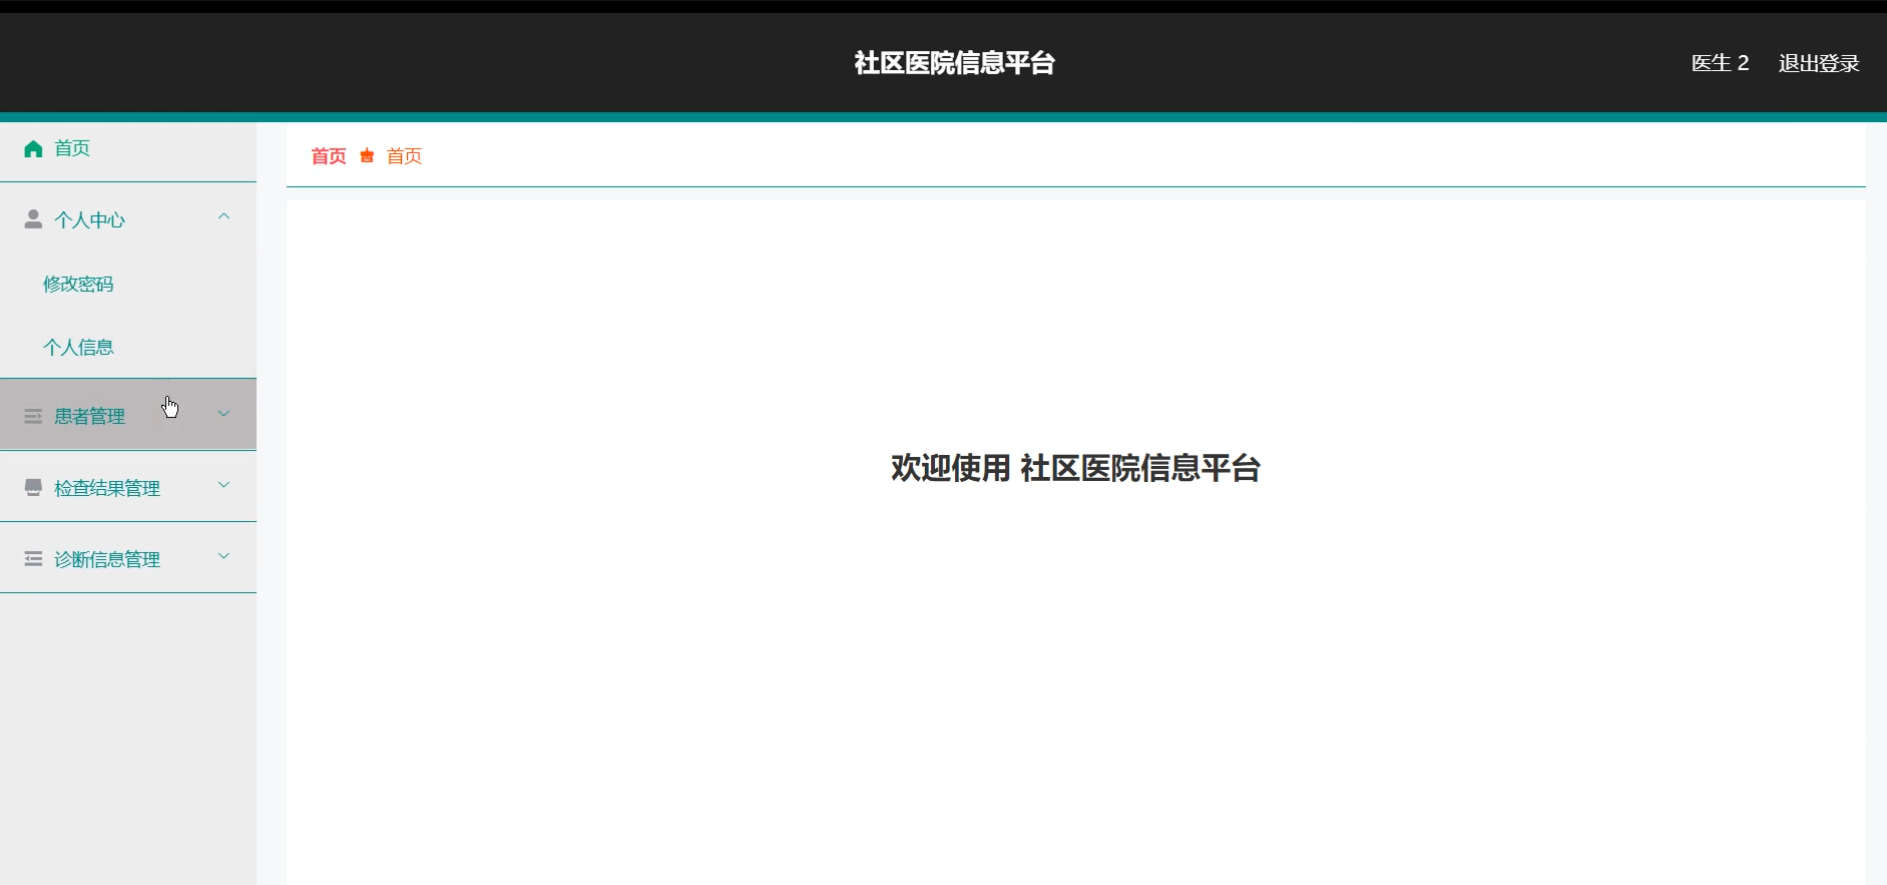 社区医院信息平台
医生 2 退出登录
首页
首页 首页
个人中心
修改密码
个人信息
患者管理
检查结果管理
诊断信息管理
欢迎使用 社区医院信息平台